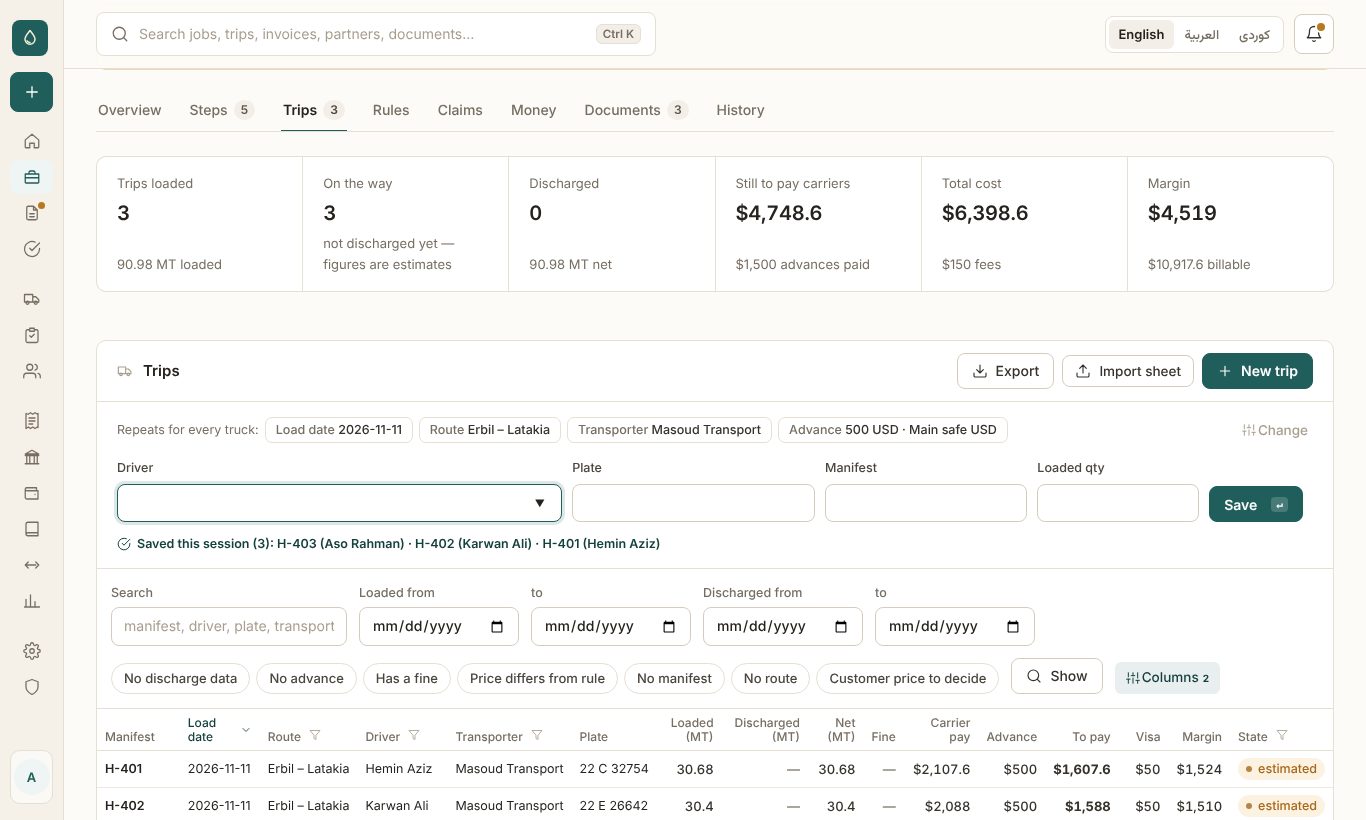 Search jobs, trips, invoices, partners, documents...
Ctrl K
English
العربية
کوردی
Overview
Steps 5
Trips 3
Rules
Claims
Money
Documents 3
History
Trips loaded
3
90.98 MT loaded
On the way
3
not discharged yet —
figures are estimates
Discharged
0
90.98 MT net
Still to pay carriers
$4,748.6
$1,500 advances paid
Total cost
$6,398.6
$150 fees
Margin
$4,519
$10,917.6 billable
Trips
Export
Import sheet
New trip
Repeats for every truck: Load date 2026-11-11 Route Erbil – Latakia Transporter Masoud Transport Advance 500 USD · Main safe USD Change
Driver Plate Manifest Loaded qty
Save ↵
Saved this session (3): H-403 (Aso Rahman) · H-402 (Karwan Ali) · H-401 (Hemin Aziz)
Search Loaded from to Discharged from to
manifest, driver, plate, transport mm/dd/yyyy mm/dd/yyyy mm/dd/yyyy mm/dd/yyyy
No discharge data No advance Has a fine Price differs from rule No manifest No route Customer price to decide Show Columns 2
Manifest Load date Route Driver Transporter Plate Loaded (MT) Discharged (MT) Net (MT) Fine Carrier pay Advance To pay Visa Margin State
H-401 2026-11-11 Erbil – Latakia Hemin Aziz Masoud Transport 22 C 32754 30.68 — 30.68 — $2,107.6 $500 $1,607.6 $50 $1,524 estimated
H-402 2026-11-11 Erbil – Latakia Karwan Ali Masoud Transport 22 E 26642 30.4 — 30.4 — $2,088 $500 $1,588 $50 $1,510 estimated
A